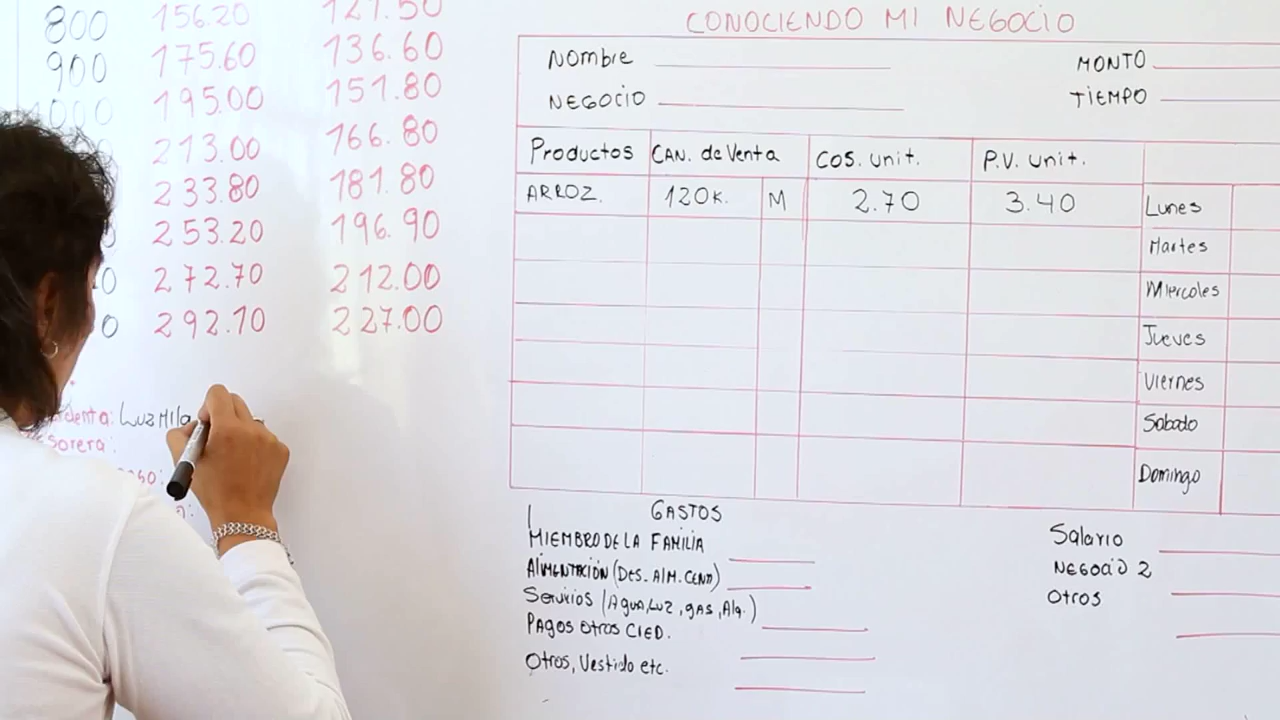 800 156.20 121.50
900 175.60 136.60
1000 195.00 151.80
213.00 166.80
233.80 181.80
253.20 196.90
272.70 212.00
0 292.10 227.00
denta: Luz Mila
sorera:
CONOCIENDO MI NEGOCIO
Nombre MONTO
NEGOCIO TIEMPO
Productos CAN. de Venta COS. unit. P.V. unit.
ARROZ. 120K. M 2.70 3.40 Lunes
Martes
Miercoles
Jueves
Viernes
Sabado
Domingo
GASTOS
MIEMBRO DE LA FAMILIA
Alimentación (Des. Alm. Cena)
Servicios (Agua, Luz, gas, Alq.)
Pagos otros CIED.
Otros, Vestido etc.
Salario
NEGOCIO 2
Otros